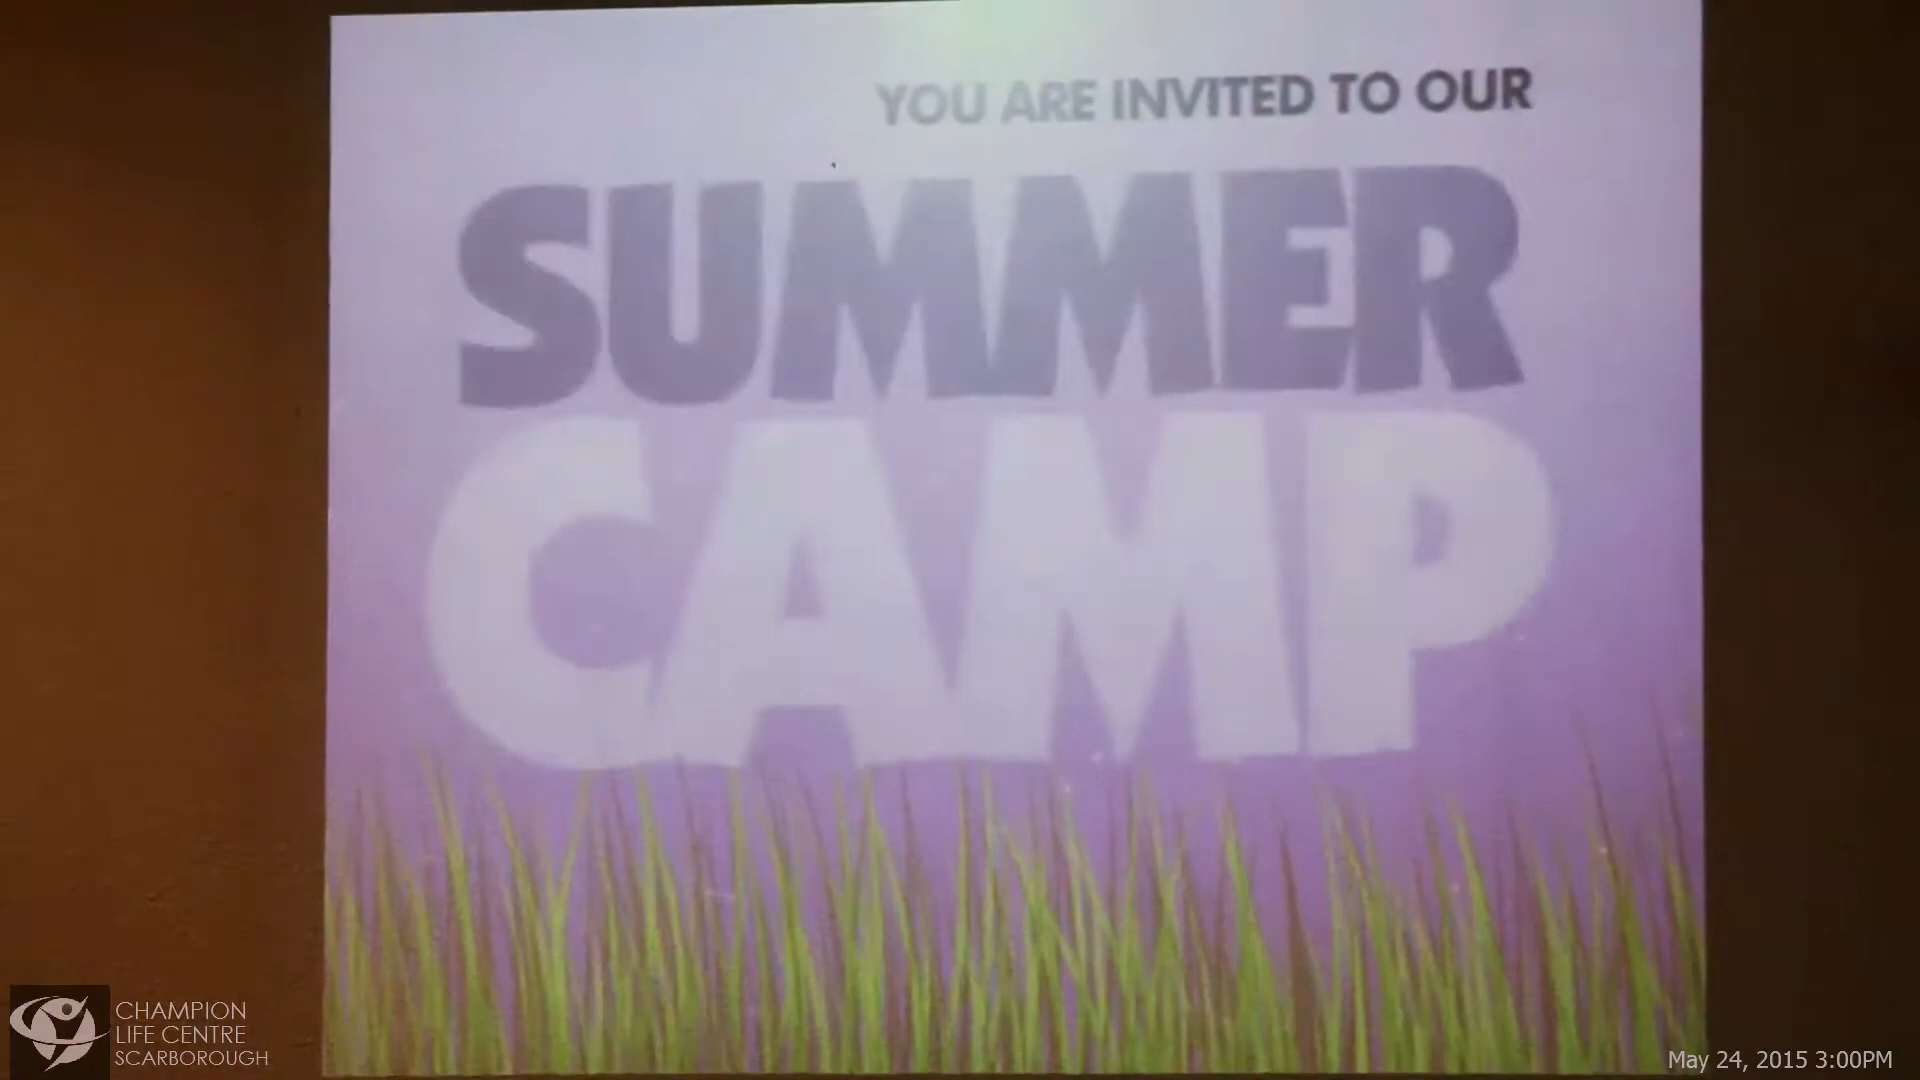 YOU ARE INVITED TO OUR
SUMMER
CAMP
CHAMPION
LIFE CENTRE
SCARBOROUGH
May 24, 2015 3:00PM